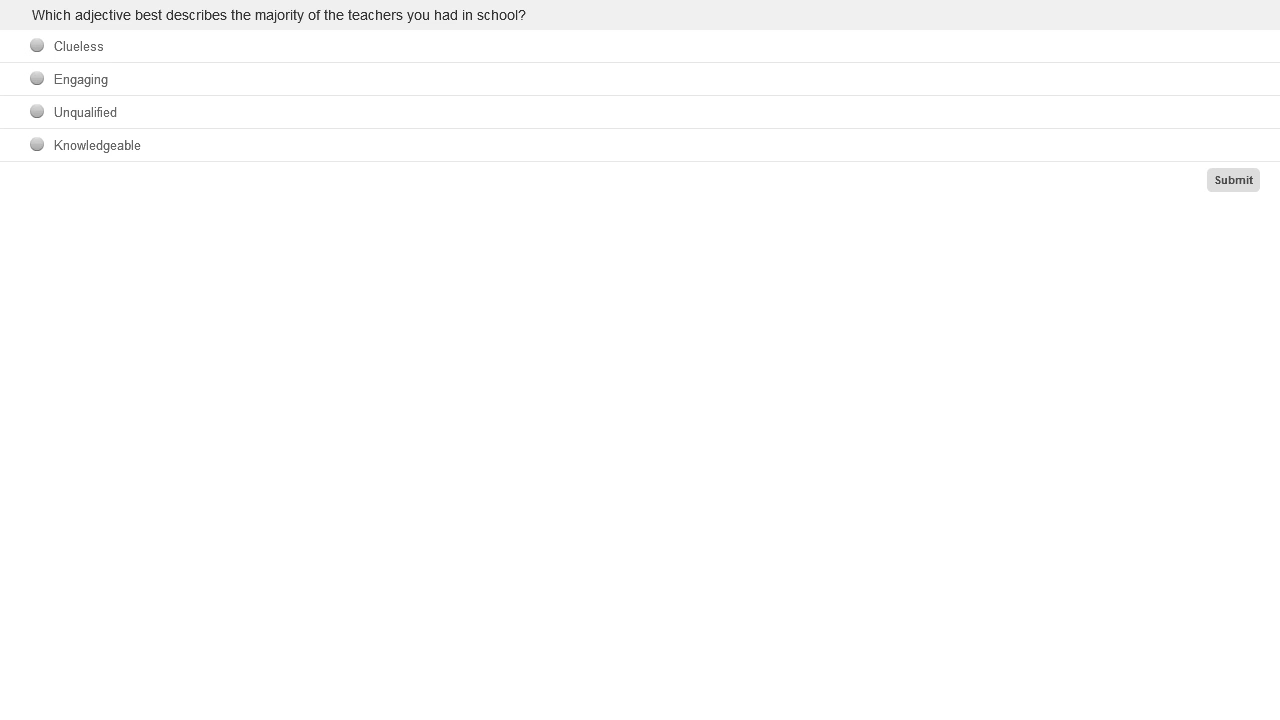 Which adjective best describes the majority of the teachers you had in school?
Clueless
Engaging
Unqualified
Knowledgeable
Submit